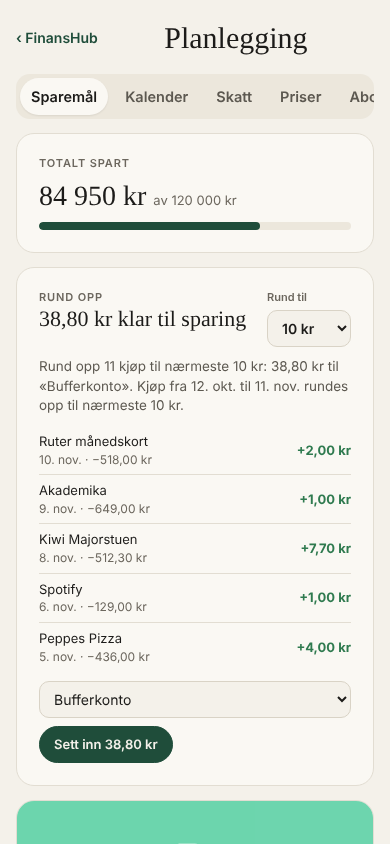 ‹ FinansHub
Planlegging
Sparemål Kalender Skatt Priser
TOTALT SPART
84 950 kr av 120 000 kr
RUND OPP
38,80 kr klar til sparing
Rund til
10 kr
Rund opp 11 kjøp til nærmeste 10 kr: 38,80 kr til
«Bufferkonto». Kjøp fra 12. okt. til 11. nov. rundes
opp til nærmeste 10 kr.
Ruter månedskort
10. nov. · −518,00 kr
+2,00 kr
Akademika
9. nov. · −649,00 kr
+1,00 kr
Kiwi Majorstuen
8. nov. · −512,30 kr
+7,70 kr
Spotify
6. nov. · −129,00 kr
+1,00 kr
Peppes Pizza
5. nov. · −436,00 kr
+4,00 kr
Bufferkonto
Sett inn 38,80 kr